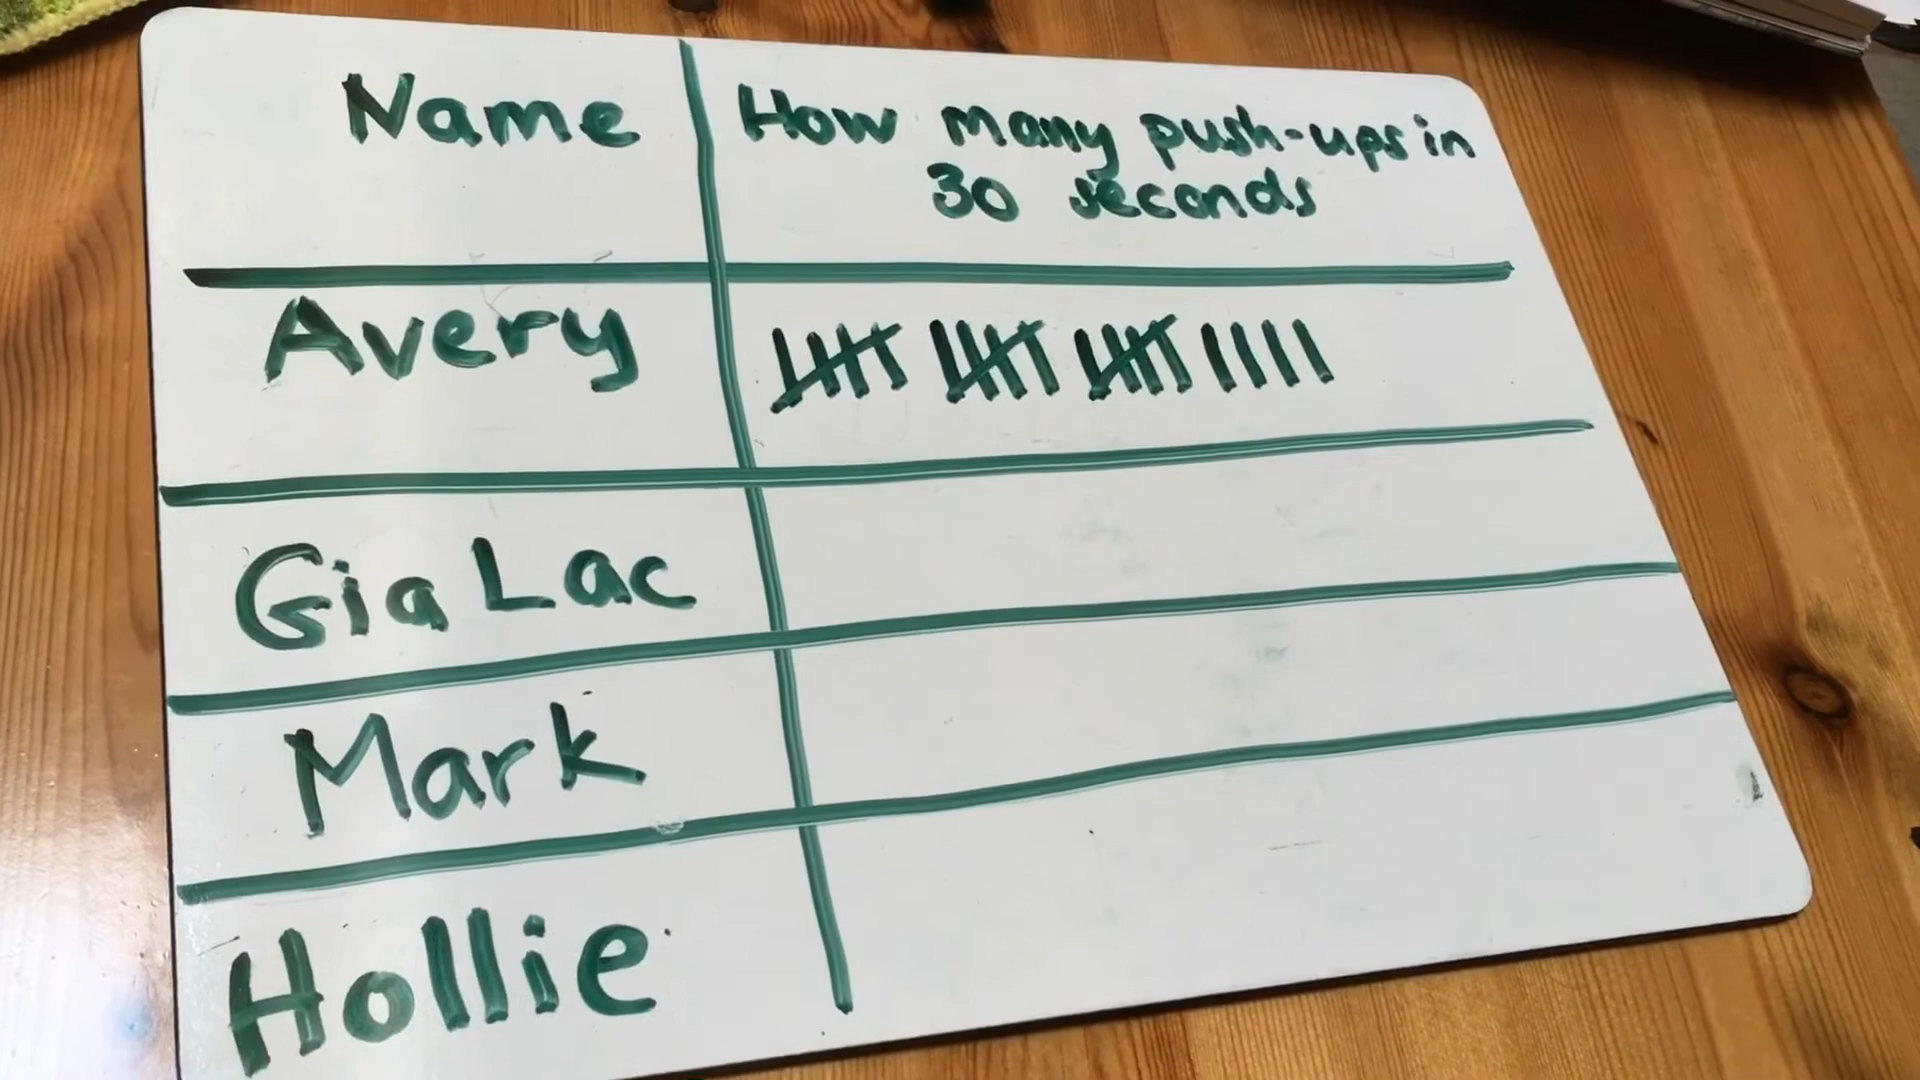 Name
How many push-ups in
30 seconds
Avery
Gia Lac
Mark
Hollie